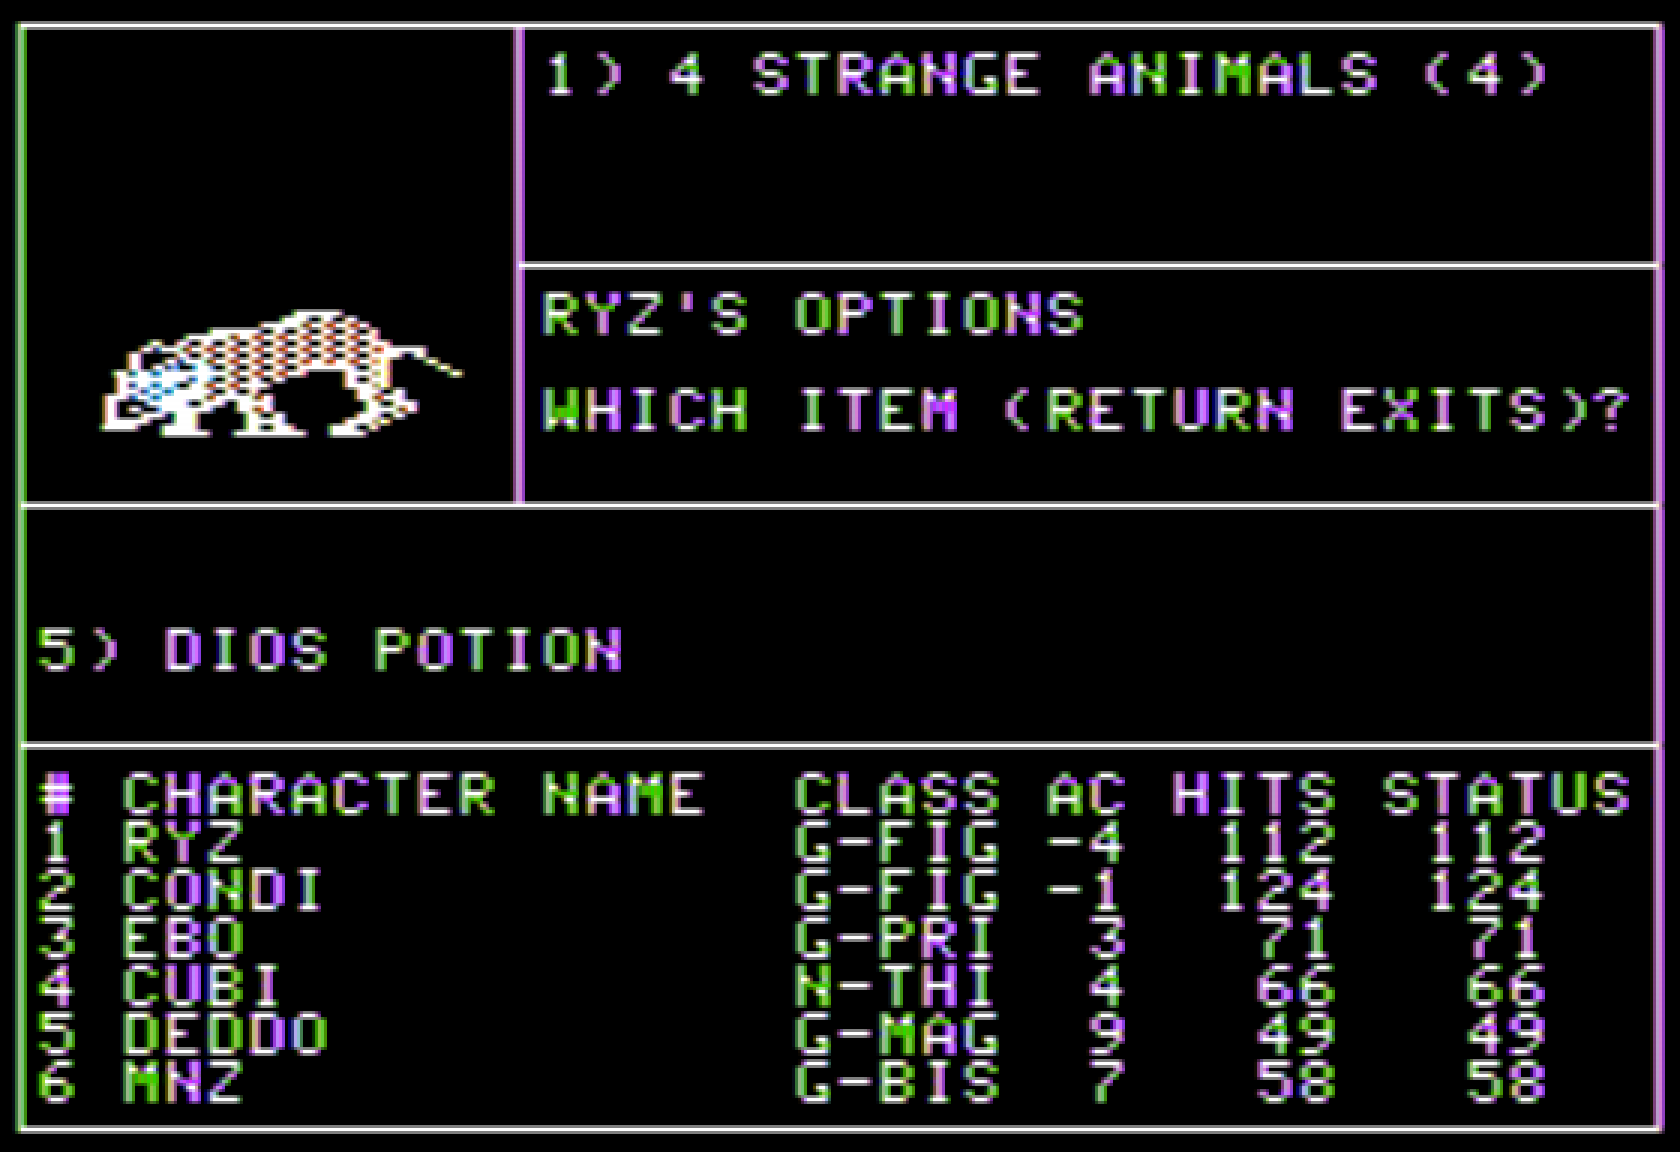 1) 4 STRANGE ANIMALS (4)
RYZ'S OPTIONS
WHICH ITEM (RETURN EXITS)?
5) DIOS POTION
# CHARACTER NAME CLASS AC HITS STATUS
1 RYZ G-FIG -4 112 112
2 CONDI G-FIG -1 124 124
3 EBO G-PRI 3 71 71
4 CUBI N-THI 4 66 66
5 DEDDO G-MAG 9 49 49
6 MNZ G-BIS 7 58 58